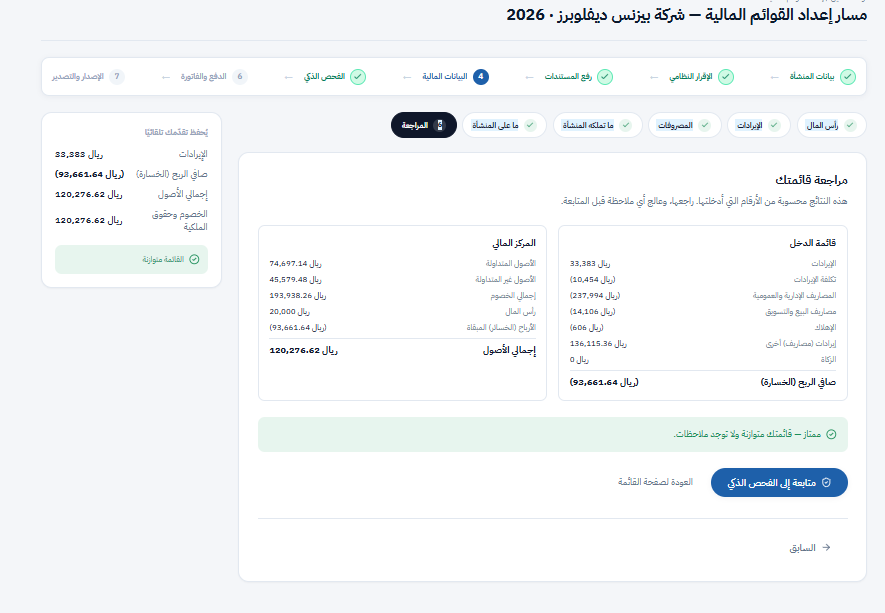 مسار إعداد القوائم المالية — شركة بيزنس ديفلوبرز · 2026
بيانات المنشأة
الإقرار النظامي
رفع المستندات
4 البيانات المالية
الفحص الذكي
6 الدفع والفاتورة
7 الإصدار والتصدير
رأس المال
الإيرادات
المصروفات
ما تملكه المنشأة
ما على المنشأة
المراجعة
مراجعة قائمتك
هذه النتائج محسوبة من الأرقام التي أدخلتها. راجعها، وعالج أي ملاحظة قبل المتابعة.
قائمة الدخل
الإيرادات 33,383 ريال
تكلفة الإيرادات (10,454 ريال)
المصاريف الإدارية والعمومية (237,994 ريال)
مصاريف البيع والتسويق (14,106 ريال)
الإهلاك (606 ريال)
إيرادات (مصاريف) أخرى 136,115.36 ريال
الزكاة 0 ريال
صافي الربح (الخسارة) (93,661.64 ريال)
المركز المالي
الأصول المتداولة 74,697.14 ريال
الأصول غير المتداولة 45,579.48 ريال
إجمالي الخصوم 193,938.26 ريال
رأس المال 20,000 ريال
الأرباح (الخسائر) المبقاة (93,661.64 ريال)
إجمالي الأصول 120,276.62 ريال
ممتاز — قائمتك متوازنة ولا توجد ملاحظات.
متابعة إلى الفحص الذكي
العودة لصفحة القائمة
السابق
يُحفظ تقدّمك تلقائيًا
الإيرادات 33,383 ريال
صافي الربح (الخسارة) (93,661.64 ريال)
إجمالي الأصول 120,276.62 ريال
الخصوم وحقوق الملكية 120,276.62 ريال
القائمة متوازنة